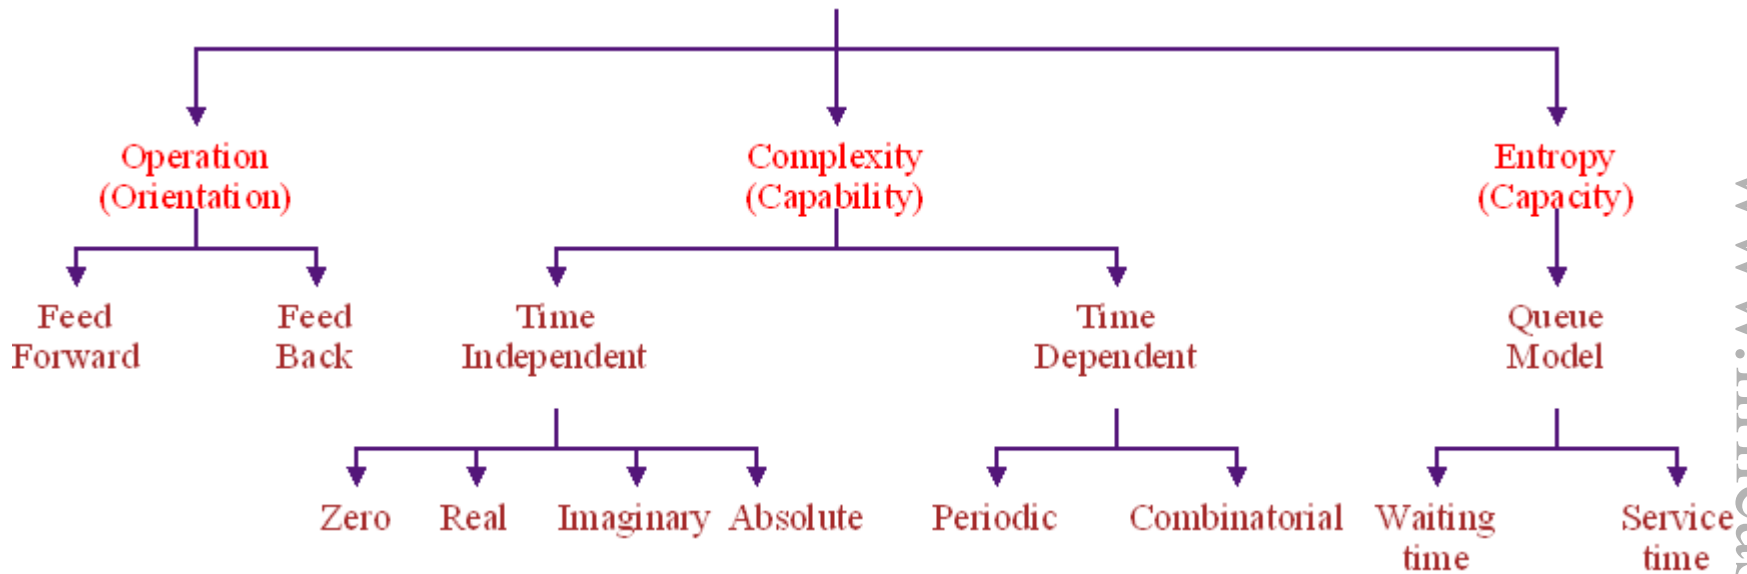 Operation
(Orientation)
Complexity
(Capability)
Entropy
(Capacity)
Feed
Forward
Feed
Back
Time
Independent
Time
Dependent
Queue
Model
Zero
Real
Imaginary
Absolute
Periodic
Combinatorial
Waiting
time
Service
time